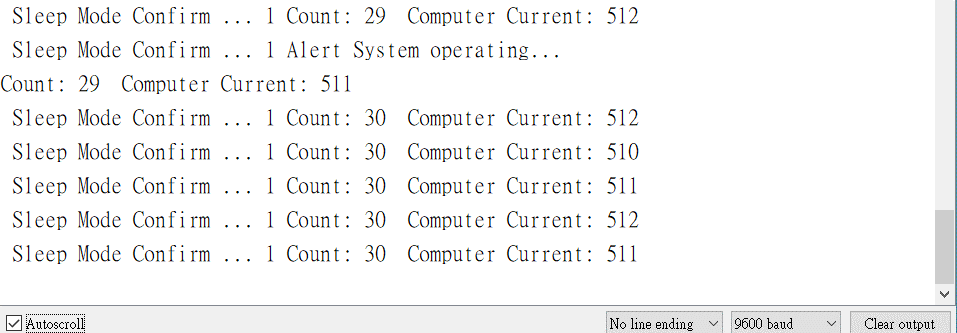 Sleep Mode Confirm ... 1 Count: 29  Computer Current: 512
Sleep Mode Confirm ... 1 Alert System operating...
Count: 29  Computer Current: 511
Sleep Mode Confirm ... 1 Count: 30  Computer Current: 512
Sleep Mode Confirm ... 1 Count: 30  Computer Current: 510
Sleep Mode Confirm ... 1 Count: 30  Computer Current: 511
Sleep Mode Confirm ... 1 Count: 30  Computer Current: 512
Sleep Mode Confirm ... 1 Count: 30  Computer Current: 511
Autoscroll No line ending 9600 baud Clear output